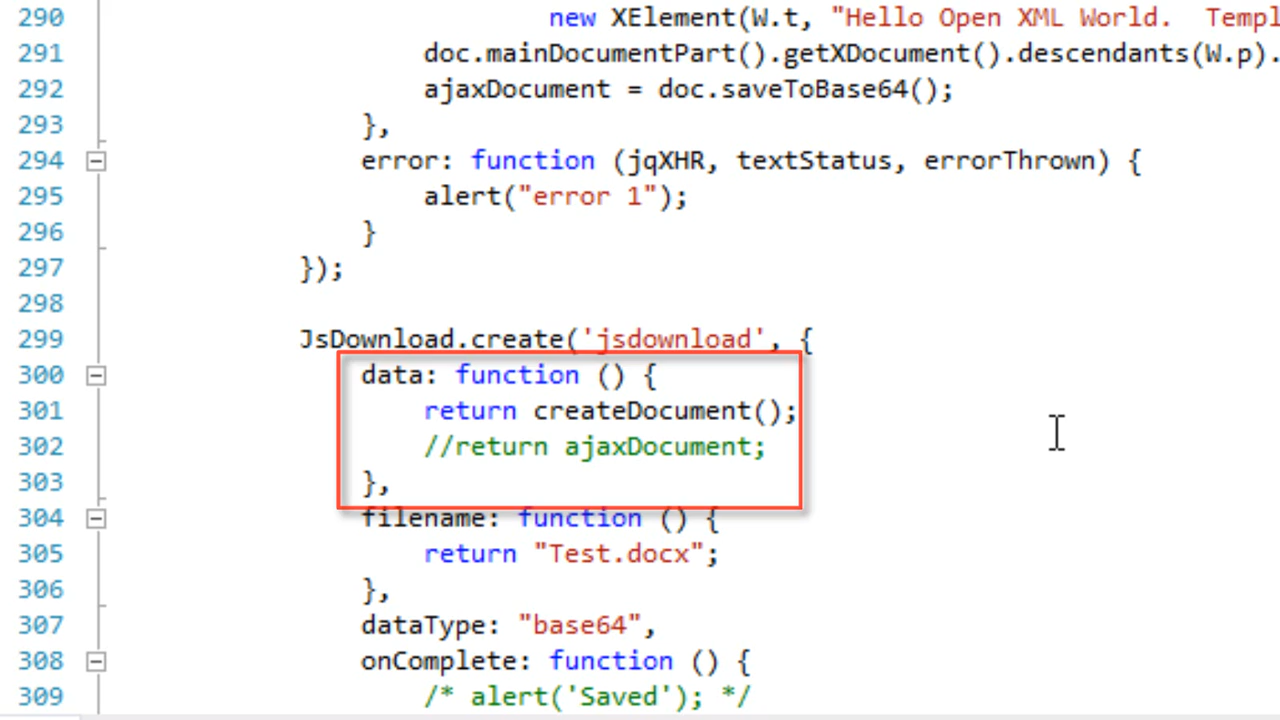 290 new XElement(W.t, "Hello Open XML World.  Templ
291 doc.mainDocumentPart().getXDocument().descendants(W.p).
292 ajaxDocument = doc.saveToBase64();
293 },
294 error: function (jqXHR, textStatus, errorThrown) {
295 alert("error 1");
296 }
297 });
298
299 JsDownload.create('jsdownload', {
300 data: function () {
301 return createDocument();
302 //return ajaxDocument;
303 },
304 filename: function () {
305 return "Test.docx";
306 },
307 dataType: "base64",
308 onComplete: function () {
309 /* alert('Saved'); */